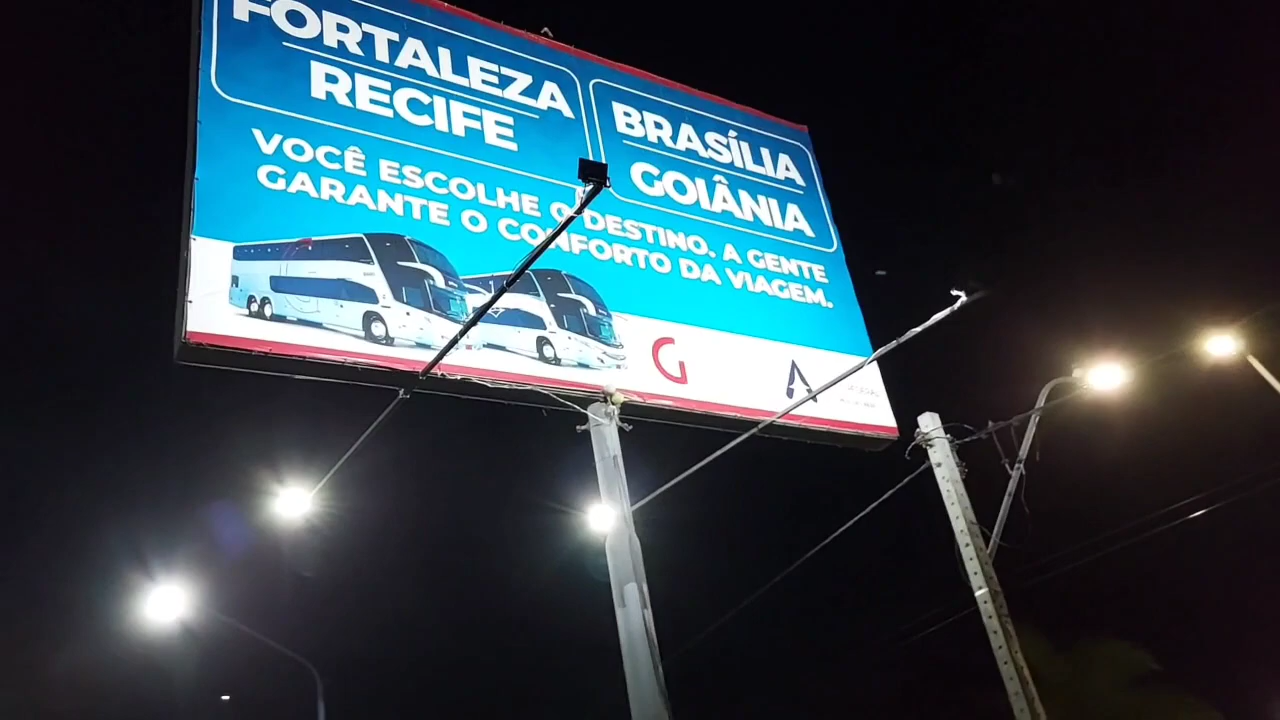 FORTALEZA
RECIFE
BRASÍLIA
GOIÂNIA
VOCÊ ESCOLHE O DESTINO. A GENTE
GARANTE O CONFORTO DA VIAGEM.
G